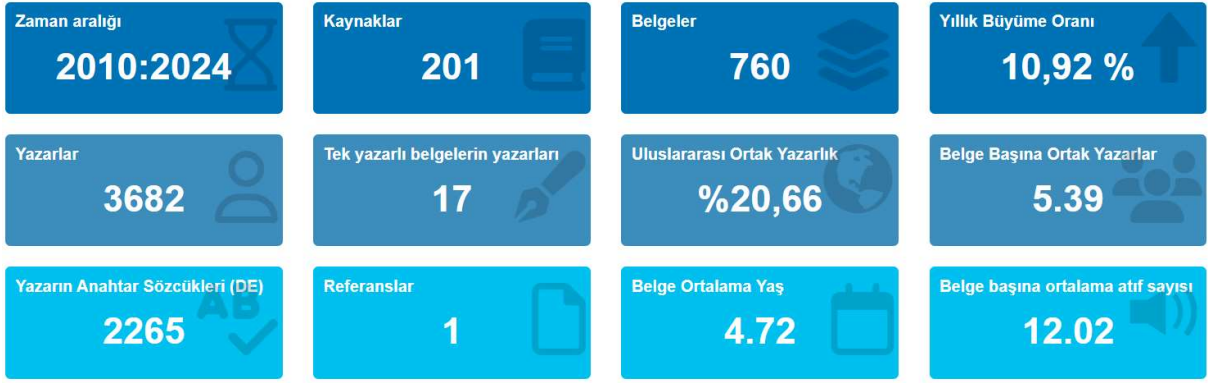 Zaman aralığı
2010:2024
Kaynaklar
201
Belgeler
760
Yıllık Büyüme Oranı
10,92 %
Yazarlar
3682
Tek yazarlı belgelerin yazarları
17
Uluslararası Ortak Yazarlık
%20,66
Belge Başına Ortak Yazarlar
5.39
Yazarın Anahtar Sözcükleri (DE)
2265
Referanslar
1
Belge Ortalama Yaş
4.72
Belge başına ortalama atıf sayısı
12.02
AB